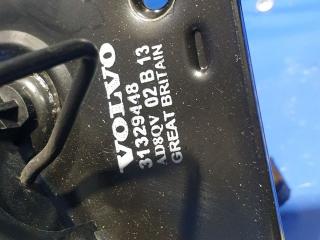 VOLVO
31329448
AD8QV 02 B 13
GREAT BRITAIN